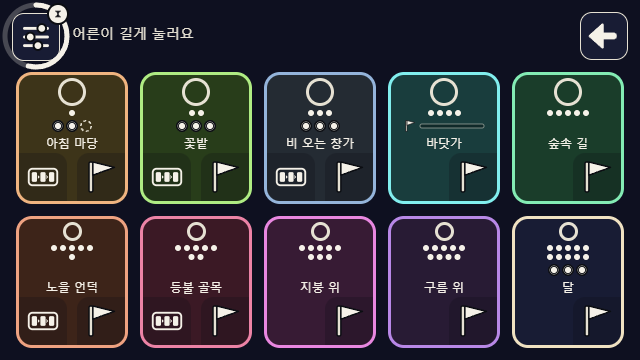 어른이 길게 눌러요
아침 마당
꽃밭
비 오는 창가
바닷가
숲속 길
노을 언덕
등불 골목
지붕 위
구름 위
달